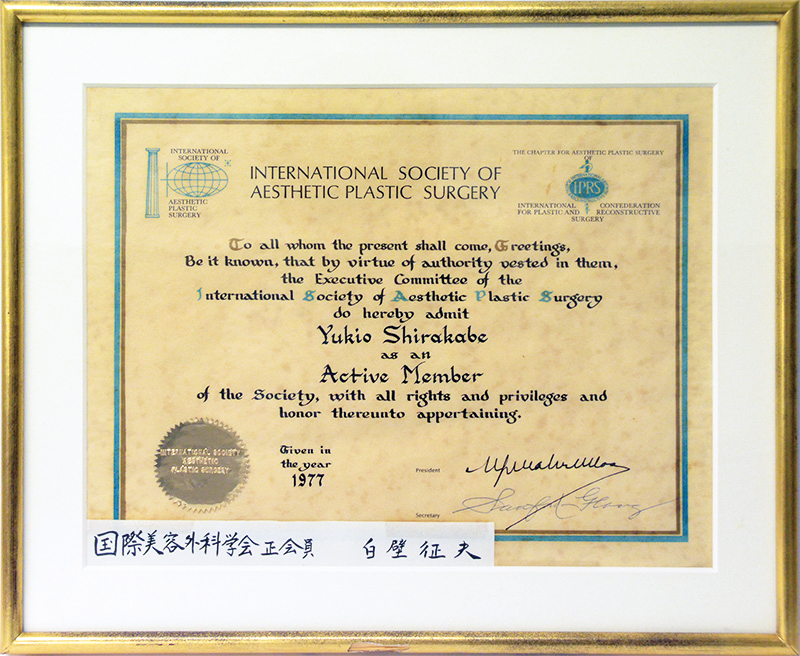 INTERNATIONAL
SOCIETY OF
AESTHETIC
PLASTIC
SURGERY
INTERNATIONAL SOCIETY OF
AESTHETIC PLASTIC SURGERY
THE CHAPTER FOR AESTHETIC PLASTIC SURGERY
OF
IPRS
INTERNATIONAL CONFEDERATION
FOR PLASTIC AND RECONSTRUCTIVE
SURGERY
To all whom the present shall come, Greetings,
Be it known, that by virtue of authority vested in them,
the Executive Committee of the
International Society of Aesthetic Plastic Surgery
do hereby admit
Yukio Shirakabe
as an
Active Member
of the Society, with all rights and privileges and
honor thereunto appertaining.
INTERNATIONAL SOCIETY
AESTHETIC
PLASTIC SURGERY
Given in
the year
1977
President
Secretary
国際美容外科学会正会員 白壁征夫